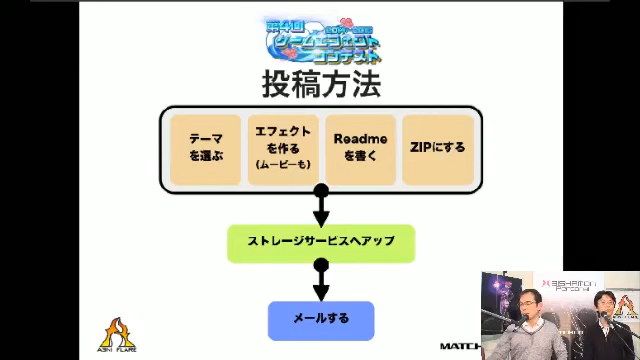 第4回
ゲームエフェクト
コンテスト
投稿方法
テーマ
を選ぶ
エフェクト
を作る
(ムービーも)
Readme
を書く
ZIPにする
ストレージサービスへアップ
メールする
AGNI FLARE
BISHAMON
MATCH